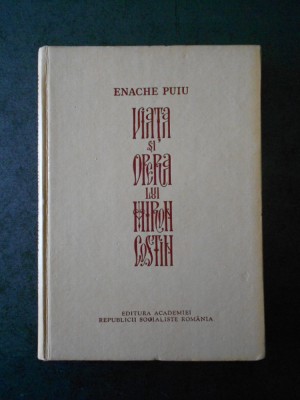 ENACHE PUIU
VIAȚA
ȘI
OPERA
LUI
MIRON
COSTIN
EDITURA ACADEMIEI
REPUBLICII SOCIALISTE ROMÂNIA